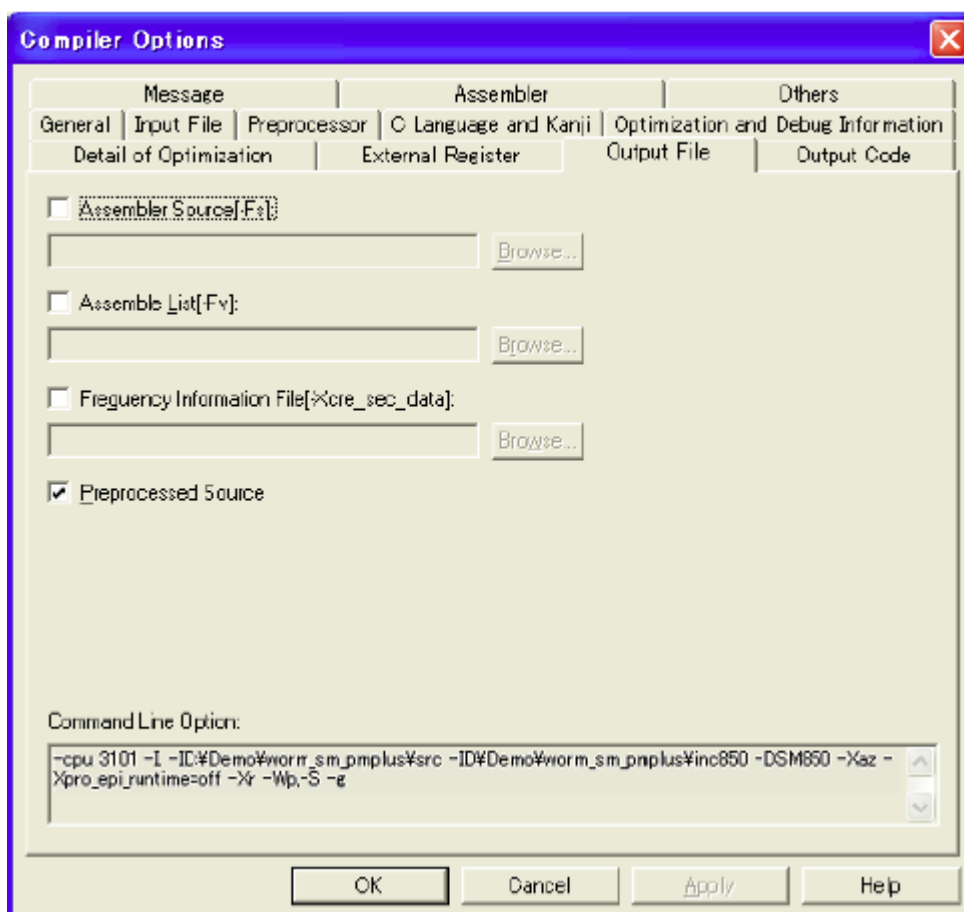 Compiler Options
Message Assembler Others
General Input File Preprocessor C Language and Kanji Optimization and Debug Information
Detail of Optimization External Register Output File Output Code
Assembler Source[-Fs]:
Browse...
Assemble List[-Fv]:
Browse...
Frequency Information File[-Xcre_sec_data]:
Browse...
Preprocessed Source
Command Line Option:
-cpu 3101 -I -ID:¥Demo¥worm_sm_pmplus¥src -ID¥Demo¥worm_sm_pmplus¥inc850 -DSM850 -Xaz -
Xpro_epi_runtime=off -Xr -Wp,-S -g
OK Cancel Apply Help